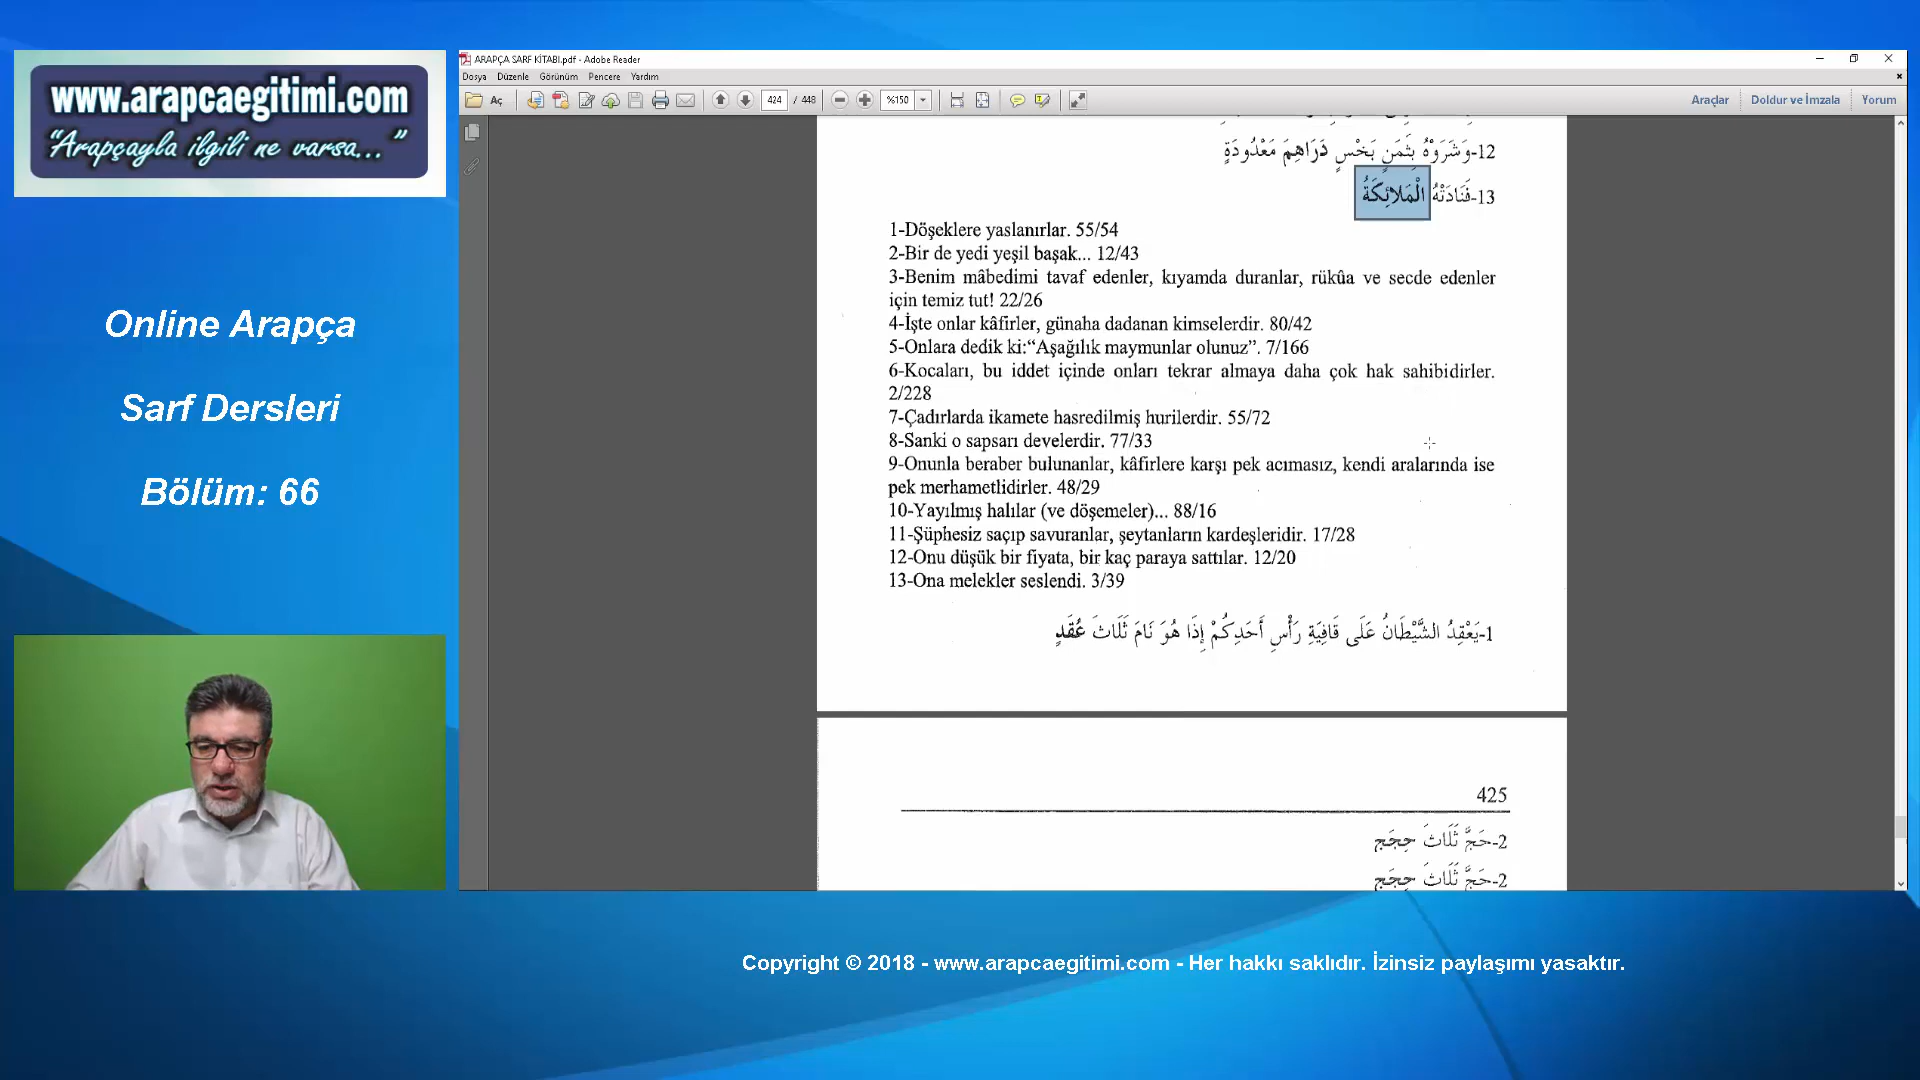 www.arapcaegitimi.com
"Arapçayla ilgili ne varsa..."
Online Arapça
Sarf Dersleri
Bölüm: 66
ARAPÇA SARF KİTABI.pdf - Adobe Reader
Dosya Düzenle Görünüm Pencere Yardım
Aç 424 / 448 %150 Araçlar Doldur ve İmzala Yorum
12-وَشَرَوْهُ بِثَمَنٍ بَخْسٍ دَرَاهِمَ مَعْدُودَةٍ
13-فَنَادَتْهُ الْمَلائِكَةُ
1-Döşeklere yaslanırlar. 55/54
2-Bir de yedi yeşil başak... 12/43
3-Benim mâbedimi tavaf edenler, kıyamda duranlar, rükûa ve secde edenler
için temiz tut! 22/26
4-İşte onlar kâfirler, günaha dadanan kimselerdir. 80/42
5-Onlara dedik ki:“Aşağılık maymunlar olunuz”. 7/166
6-Kocaları, bu iddet içinde onları tekrar almaya daha çok hak sahibidirler.
2/228
7-Çadırlarda ikamete hasredilmiş hurilerdir. 55/72
8-Sanki o sapsarı develerdir. 77/33
9-Onunla beraber bulunanlar, kâfirlere karşı pek acımasız, kendi aralarında ise
pek merhametlidirler. 48/29
10-Yayılmış halılar (ve döşemeler)... 88/16
11-Şüphesiz saçıp savuranlar, şeytanların kardeşleridir. 17/28
12-Onu düşük bir fiyata, bir kaç paraya sattılar. 12/20
13-Ona melekler seslendi. 3/39
1-يَعْقِدُ الشَّيْطَانُ عَلَى قَافِيَةِ رَأْسِ أَحَدِكُمْ إِذَا هُوَ نَامَ ثَلَاثَ عُقَدٍ
425
2-حَجَّ ثَلَاثَ حِجَج
2-حَجَّ ثَلَاثَ حِجَج
Copyright © 2018 - www.arapcaegitimi.com - Her hakkı saklıdır. İzinsiz paylaşımı yasaktır.